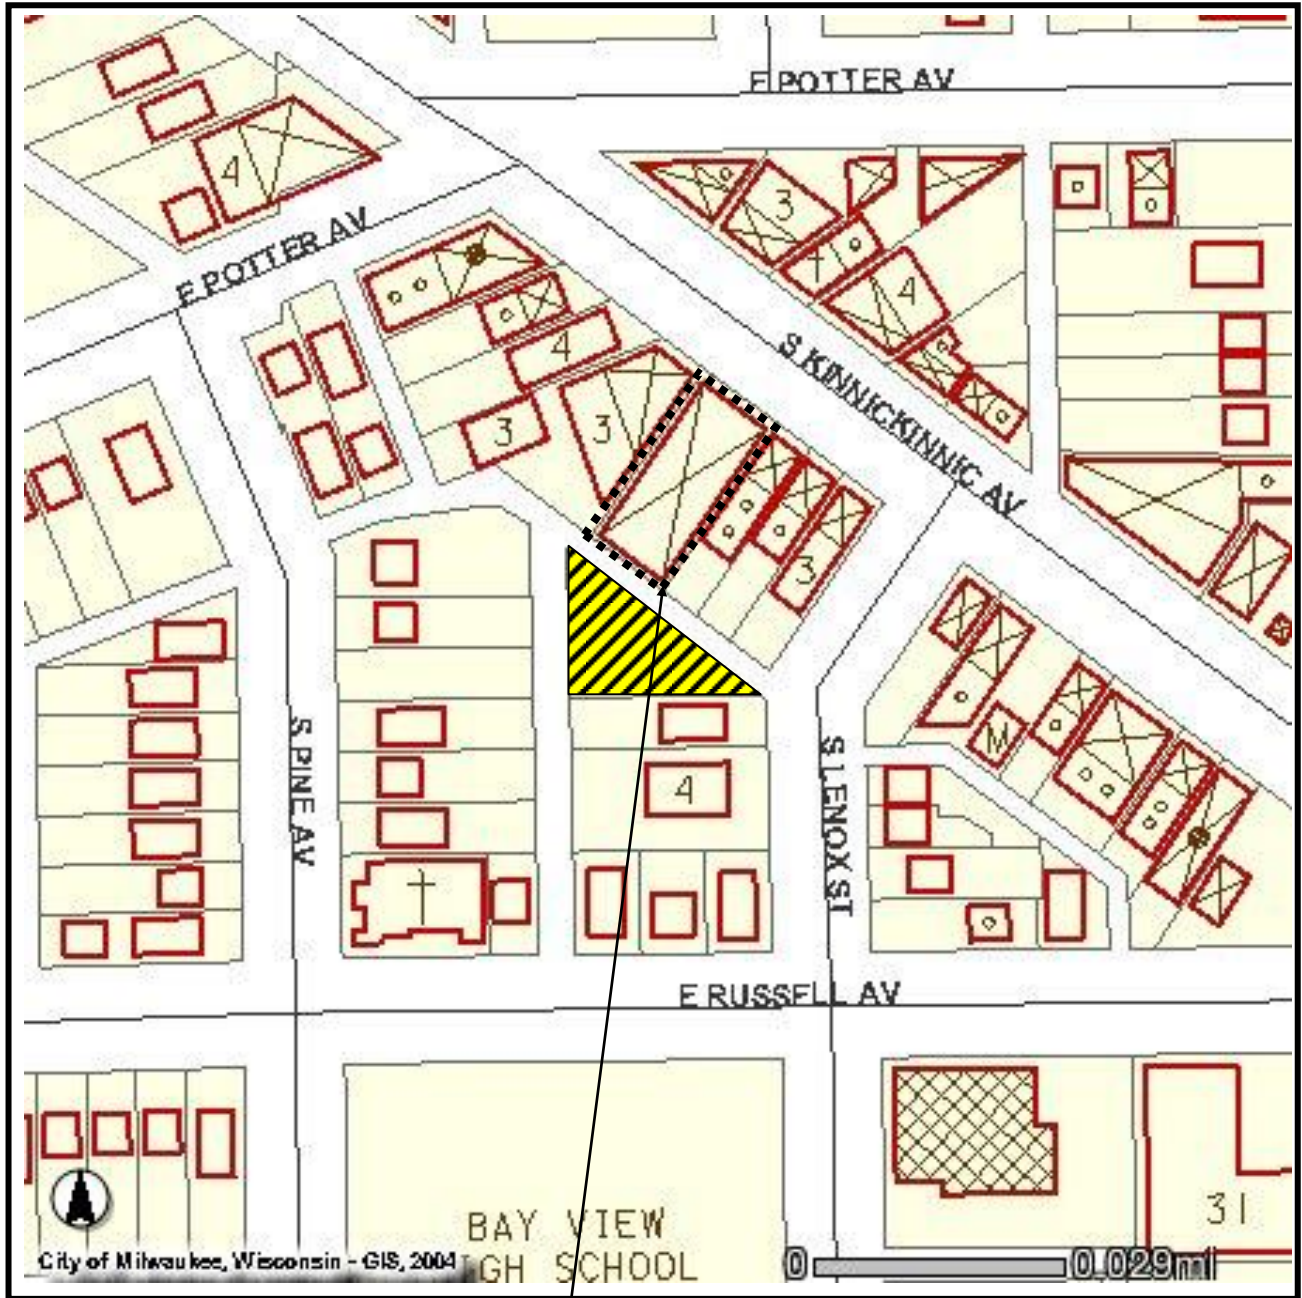 E POTTER AV
3
4
E POTTER AV
4
4
S KINNICKINNIC AV
3
3
3
M
S PINE AV
4
S LENOX ST
E RUSSELL AV
31
BAY VIEW
GH SCHOOL
City of Milwaukee, Wisconsin - GIS, 2004
0 0.029mi